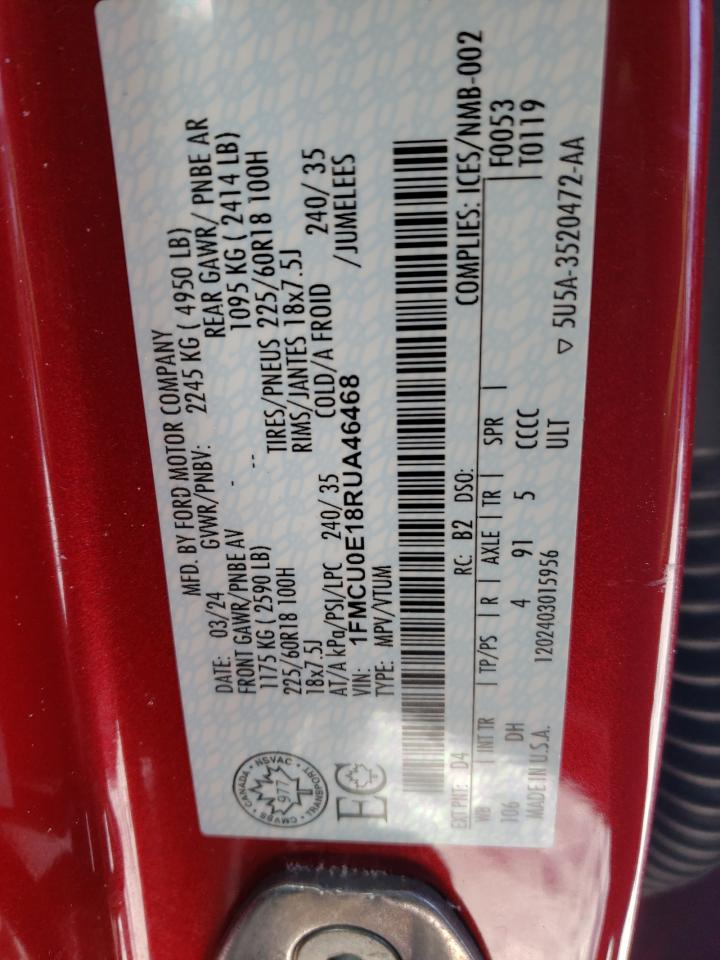 MFD. BY FORD MOTOR COMPANY
DATE: 03/24 GVWR/PNBV: 2245 KG ( 4950 LB)
FRONT GAWR/PNBE AV REAR GAWR/ PNBE AR
1175 KG ( 2590 LB) - 1095 KG ( 2414 LB)
225/60R18 100H -- TIRES/PNEUS 225/60R18 100H
18x7.5J RIMS/JANTES 18x7.5J
AT/A kPa/PSI/LPC 240/ 35 COLD/A FROID 240/ 35
VIN: 1FMCU0E18RUA46468 /JUMELEES
TYPE: MPV/VTUM
CANADA • NSVAC • TRANSPORT • CMVSS •
977
EC
COMPLIES: ICES/NMB-002
EXT PNT: D4 RC: B2 DSO: F0053
WB INT TR TP/PS R AXLE TR SPR T0119
106 DH 4 91 5 CCCC
ULT
MADE IN U.S.A. 1202403015956 ▽ 5U5A-3520472-AA